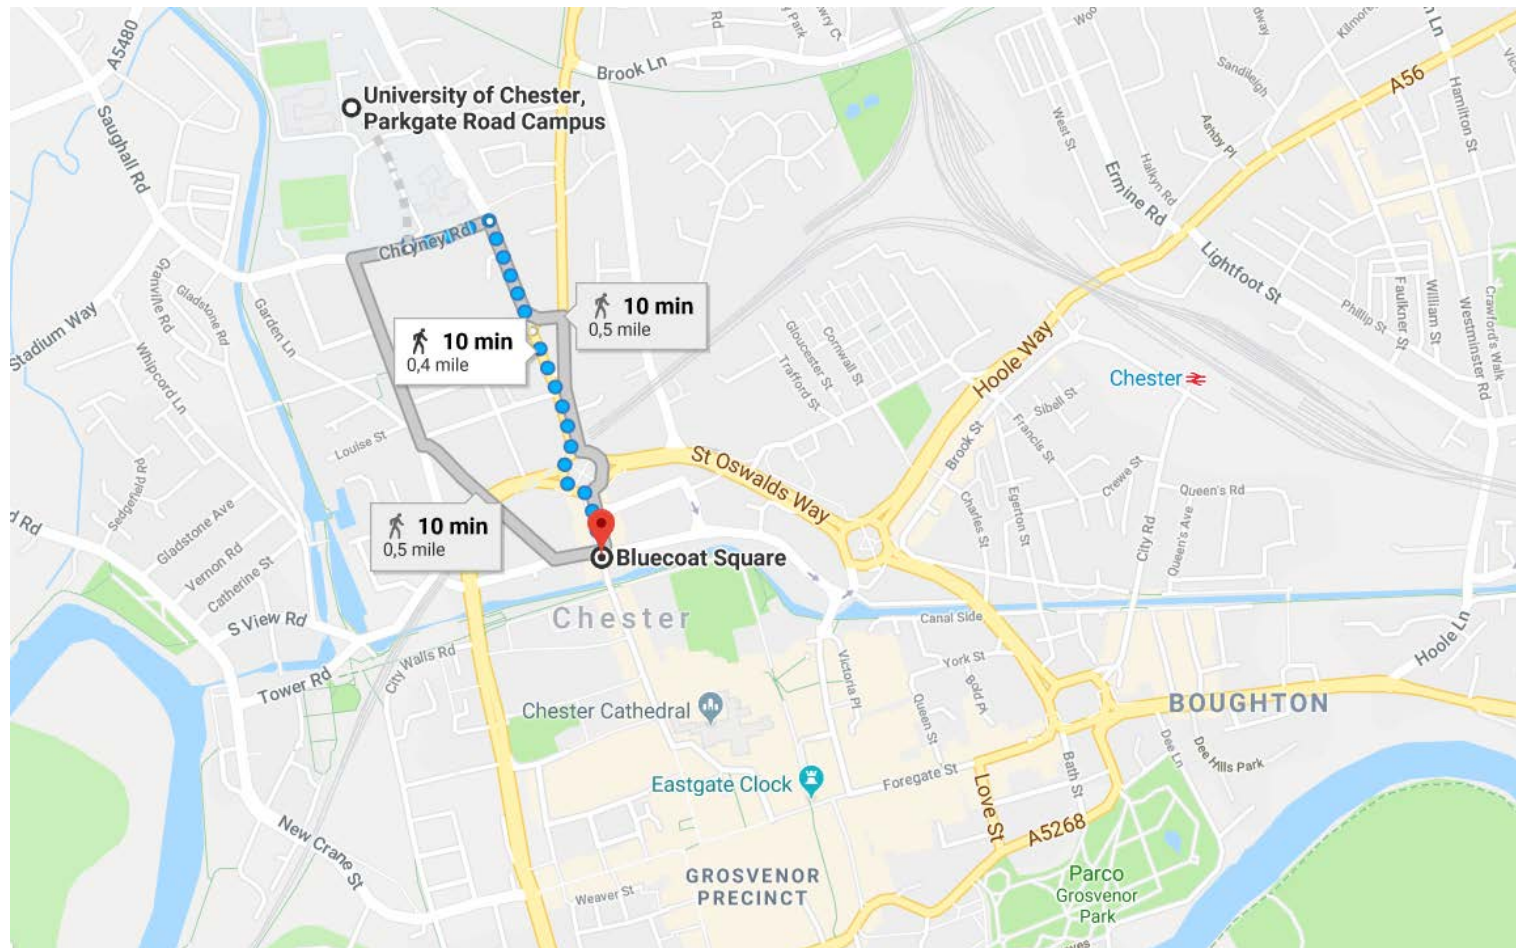 A5480
Rd
Brook Ln
A56
Sandileigh
Hamilton St
University of Chester,
Parkgate Road Campus
Saughall Rd
West St
Ashby Pl
Halkyn Rd
Ermine Rd
Cheyney Rd
Lightfoot St
Granville Rd
Gladstone Rd
Garden Ln
Stadium Way
Whipcord Ln
10 min
0,5 mile
10 min
0,4 mile
Gloucester St
Cornwall St
Trafford St
Hoole Way
Phillip St
Faulkner St
William St
Westminster Rd
Crawford's Walk
Chester
Louise St
Sibell St
Francis St
Brook St
St Oswalds Way
Crewe St
Queen's Rd
Sedgefield Rd
d Rd
Gladstone Ave
Vernon Rd
Catherine St
10 min
0,5 mile
Charles St
Egerton St
City Rd
Queen's Ave
Bluecoat Square
S View Rd
Chester
Canal Side
Hoole Ln
City Walls Rd
Tower Rd
Victoria Pl
York St
Bold Pl
Queen St
Chester Cathedral
BOUGHTON
Dee Ln
Dee Hills Park
Eastgate Clock
Foregate St
Love St
Bath St
A5268
New Crane St
GROSVENOR
PRECINCT
Weaver St
Parco
Grosvenor
Park